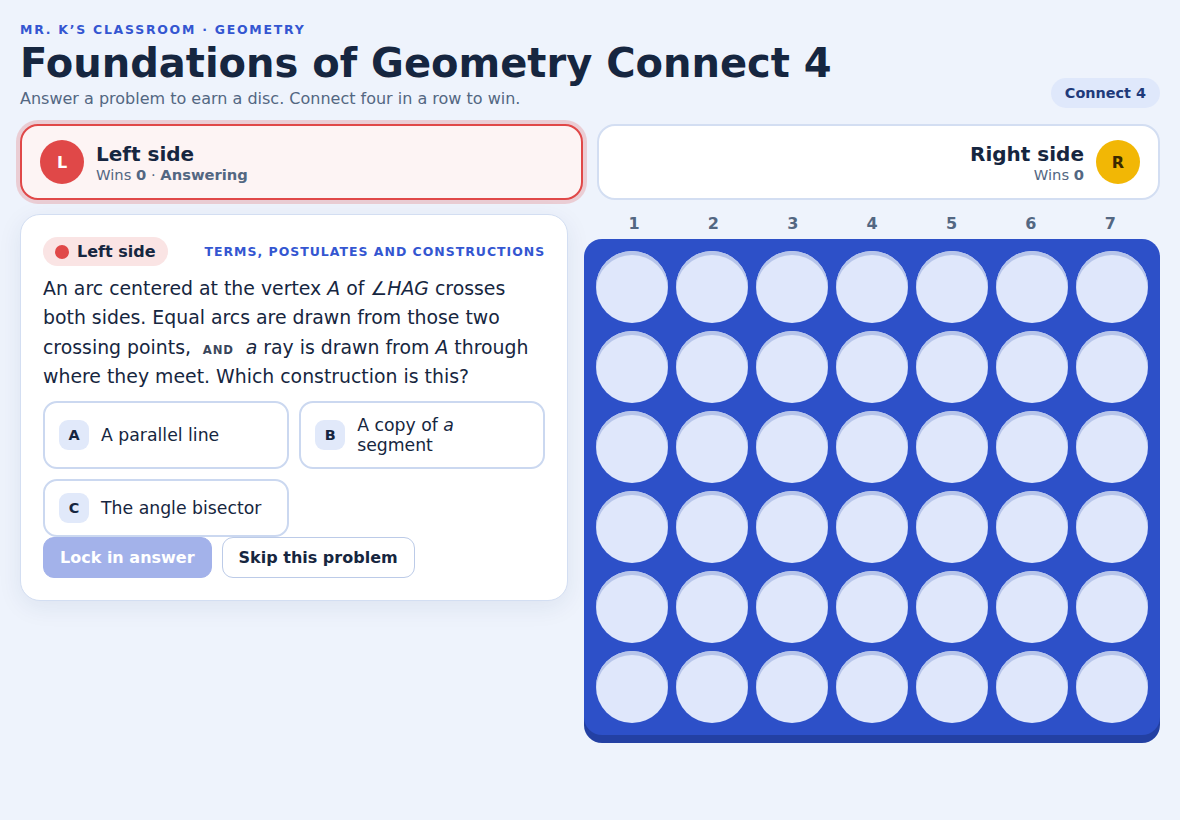 MR. K’S CLASSROOM · GEOMETRY
Foundations of Geometry Connect 4
Answer a problem to earn a disc. Connect four in a row to win.
Connect 4
L
Left side
Wins 0 · Answering
Right side
Wins 0
R
Left side
TERMS, POSTULATES AND CONSTRUCTIONS
An arc centered at the vertex A of ∠HAG crosses
both sides. Equal arcs are drawn from those two
crossing points, AND a ray is drawn from A through
where they meet. Which construction is this?
A A parallel line
B A copy of a
segment
C The angle bisector
Lock in answer
Skip this problem
1 2 3 4 5 6 7